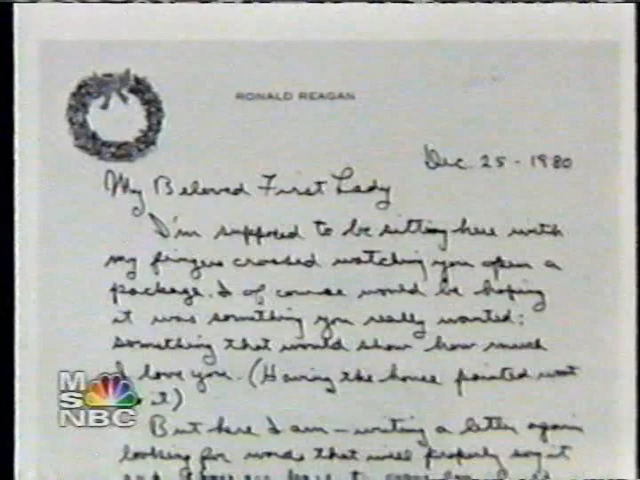 RONALD REAGAN
Dec. 25 - 1980
My Beloved First Lady
I'm supposed to be sitting here with
my fingers crossed watching you open a
package. I of course would be hoping
it was something you really wanted;
something that would show how much
I love you. (Having the house painted wont
it)
But here I am - writing a letter again
looking for words that will properly say it
MSNBC